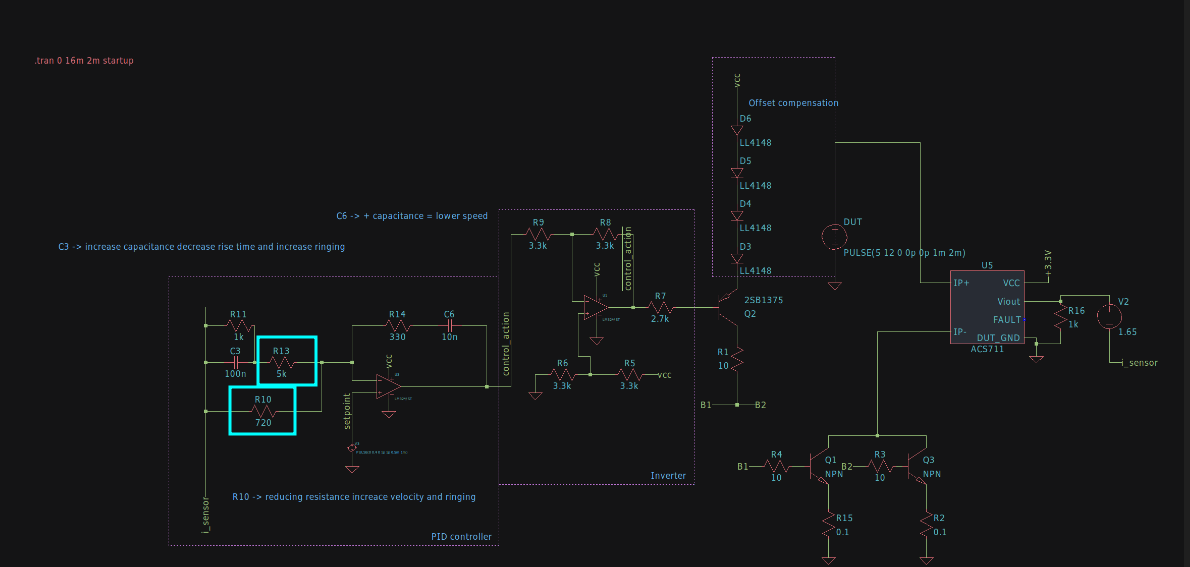 .tran 0 16m 2m startup
VCC
Offset compensation
D6
LL4148
D5
LL4148
D4
LL4148
D3
LL4148
DUT
PULSE(5 12 0 0p 0p 1m 2m)
C6 -> + capacitance = lower speed
C3 -> increase capacitance decrease rise time and increase ringing
R9
3.3k
R8
3.3k
control_action
VCC
R7
2.7k
2SB1375
Q2
R6
3.3k
R5
3.3k
VCC
Inverter
R11
1k
C3
100n
R13
5k
R10
720
R14
330
C6
10n
VCC
control_action
setpoint
i_sensor
R10 -> reducing resistance increace velocity and ringing
PID controller
R1
10
B1
B2
U5
+3.3V
IP+
VCC
Viout
FAULT
IP-
DUT_GND
ACS711
R16
1k
V2
1.65
i_sensor
B1
R4
10
Q1
NPN
B2
R3
10
Q3
NPN
R15
0.1
R2
0.1